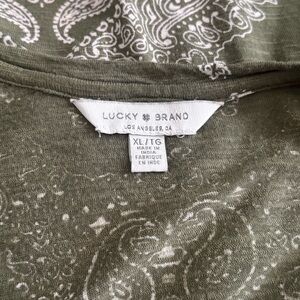 LUCKY BRAND
LOS ANGELES, CA
XL/TG
MADE IN
INDIA
FABRIQUE
EN INDE